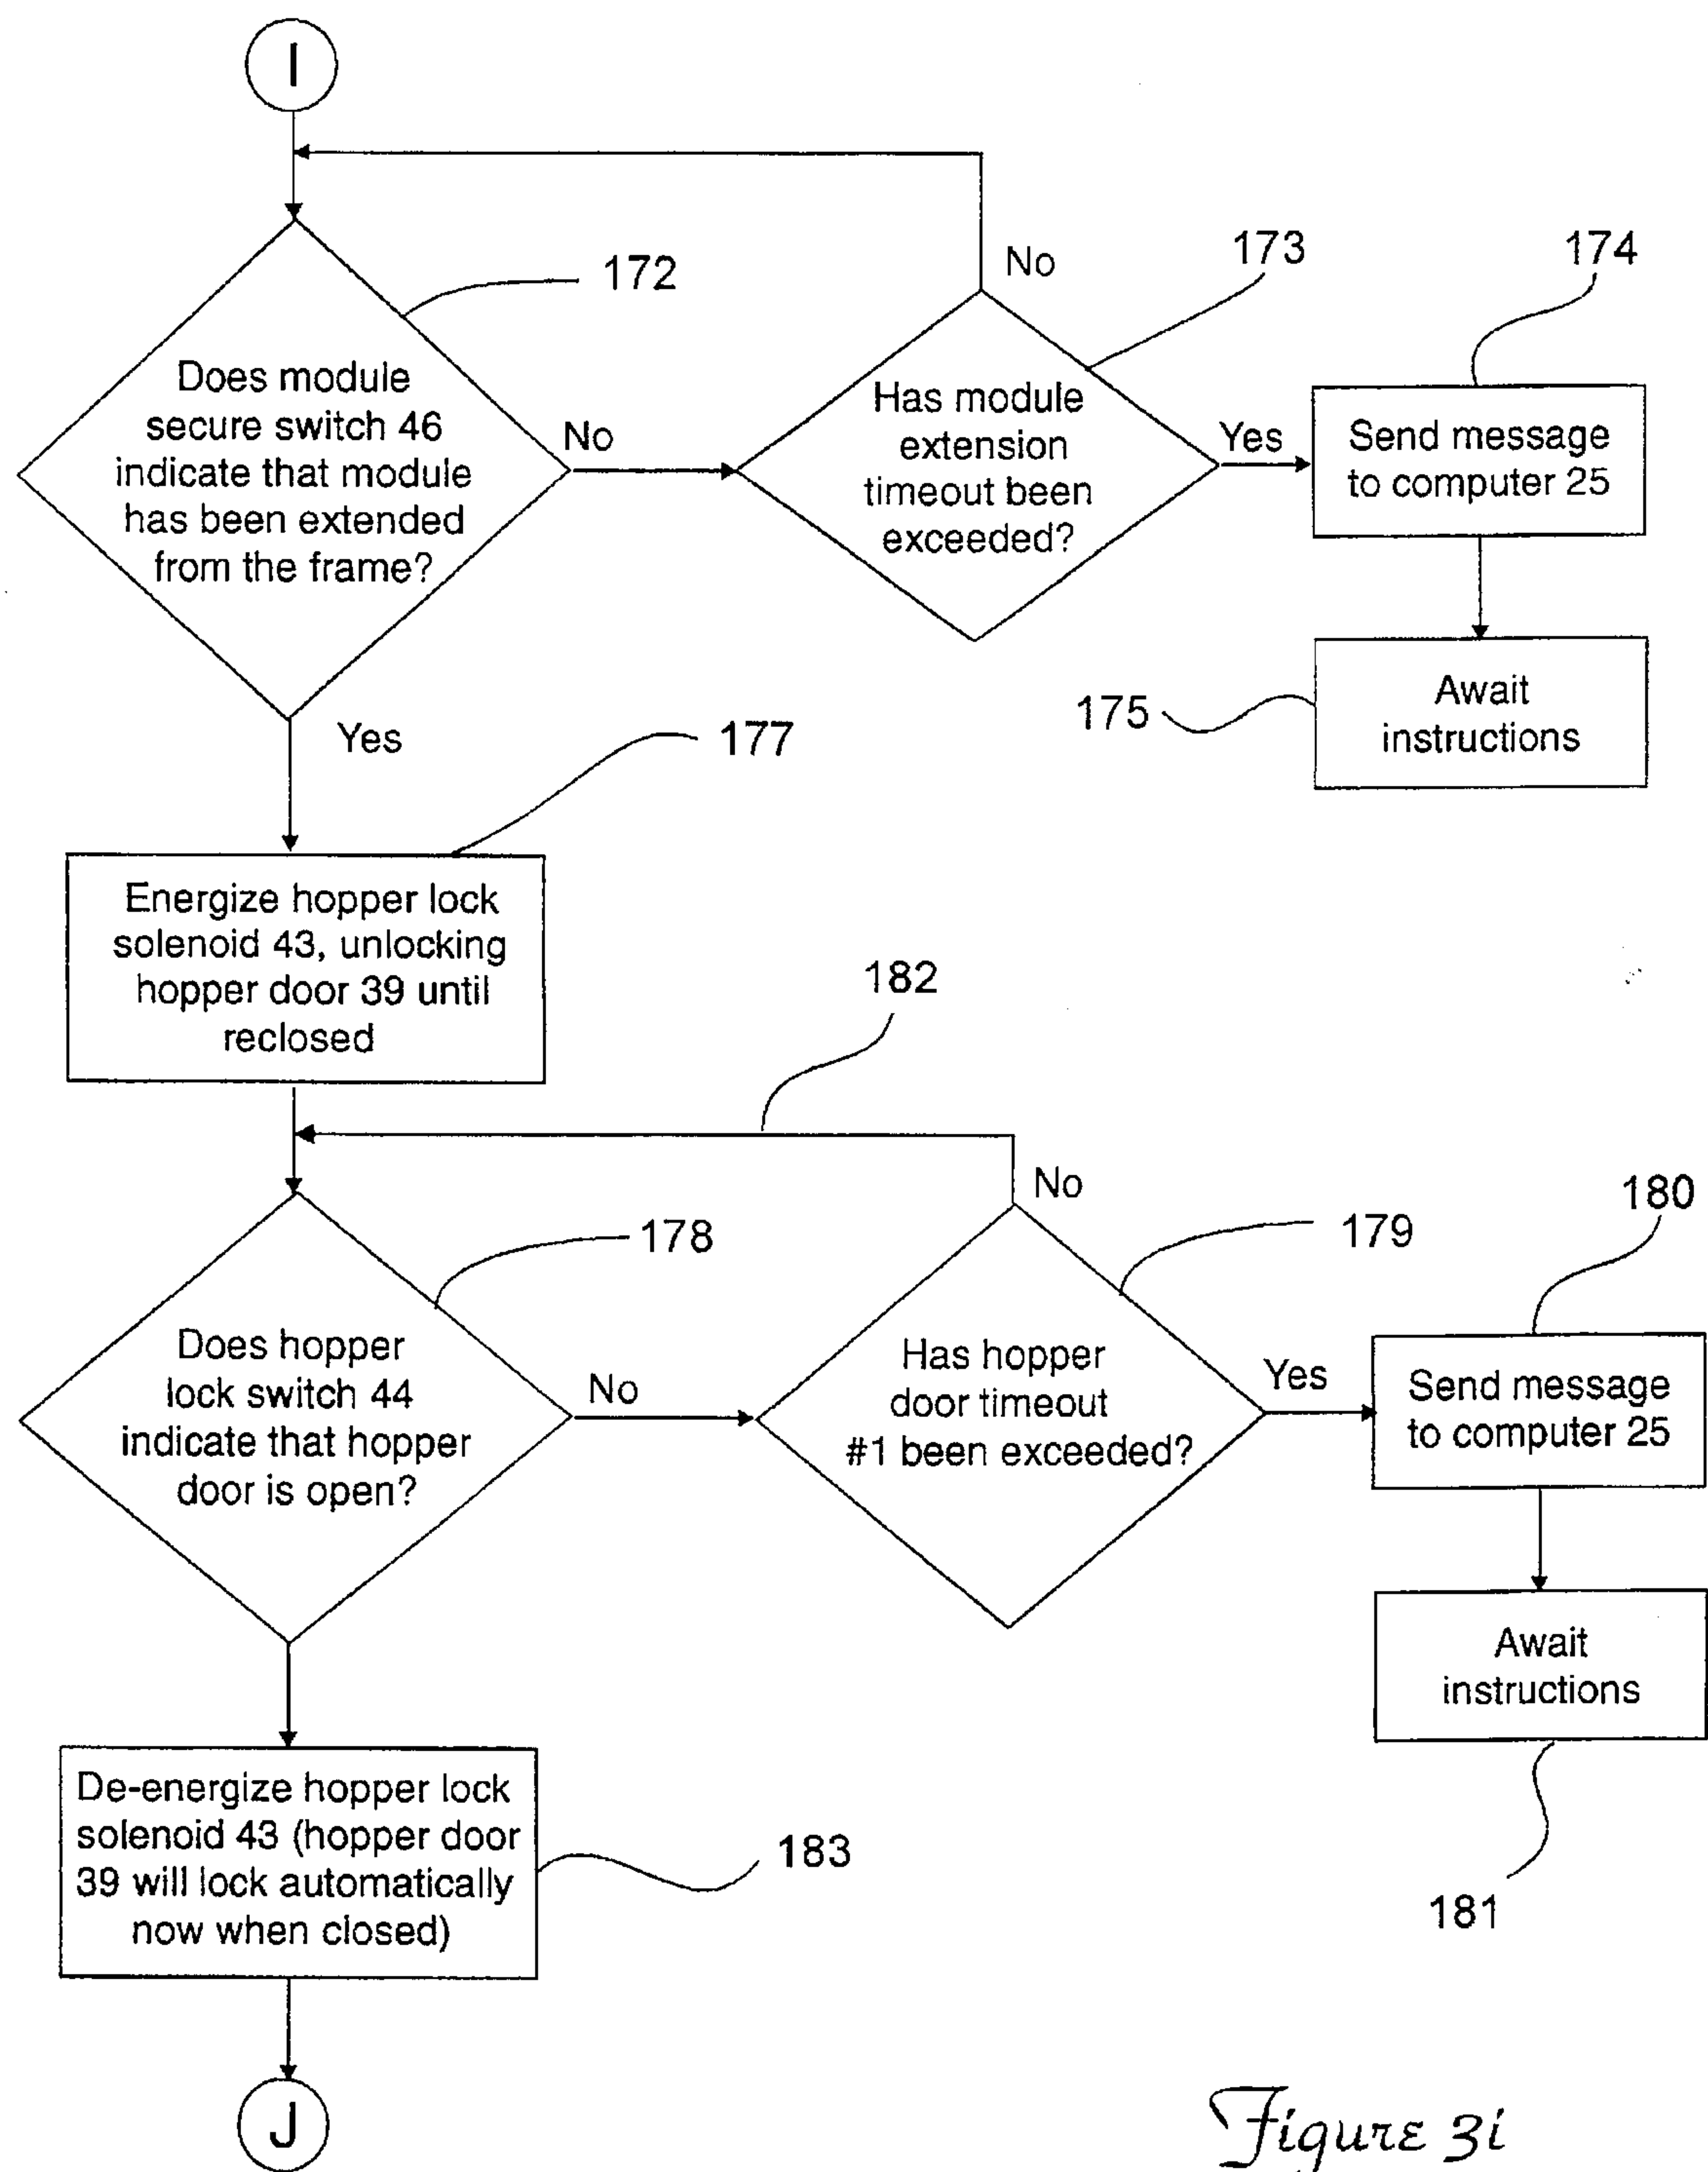 I
172
No
173
174
Does module
secure switch 46
indicate that module
has been extended
from the frame?
No
Has module
extension
timeout been
exceeded?
Yes
Send message
to computer 25
175
Await
instructions
Yes
177
Energize hopper lock
solenoid 43, unlocking
hopper door 39 until
reclosed
182
No
178
179
180
Does hopper
lock switch 44
indicate that hopper
door is open?
No
Has hopper
door timeout
#1 been exceeded?
Yes
Send message
to computer 25
Await
instructions
181
De-energize hopper lock
solenoid 43 (hopper door
39 will lock automatically
now when closed)
183
J
Figure 3i